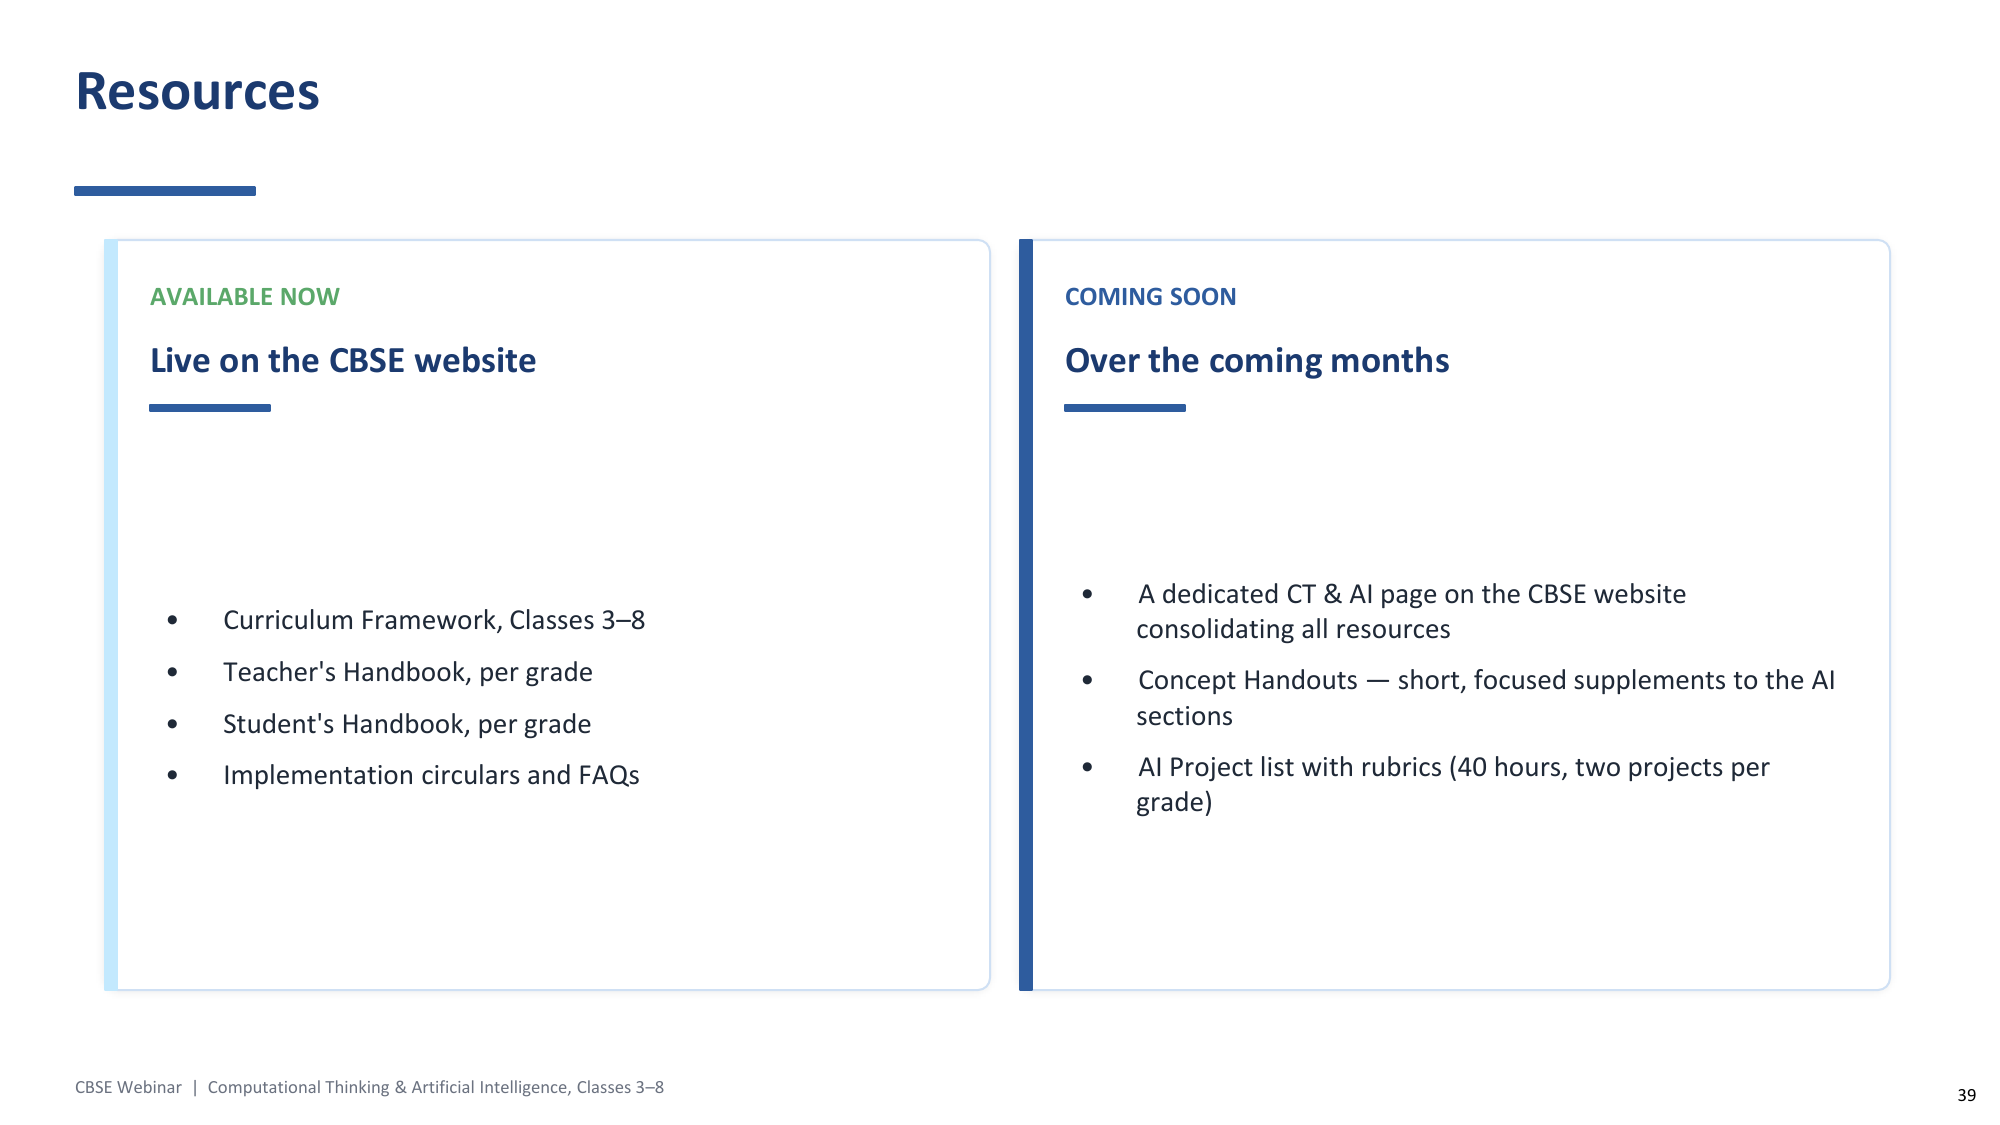 Resources
AVAILABLE NOW
Live on the CBSE website
• Curriculum Framework, Classes 3–8
• Teacher's Handbook, per grade
• Student's Handbook, per grade
• Implementation circulars and FAQs
COMING SOON
Over the coming months
• A dedicated CT & AI page on the CBSE website
consolidating all resources
• Concept Handouts — short, focused supplements to the AI
sections
• AI Project list with rubrics (40 hours, two projects per
grade)
CBSE Webinar | Computational Thinking & Artificial Intelligence, Classes 3–8
39